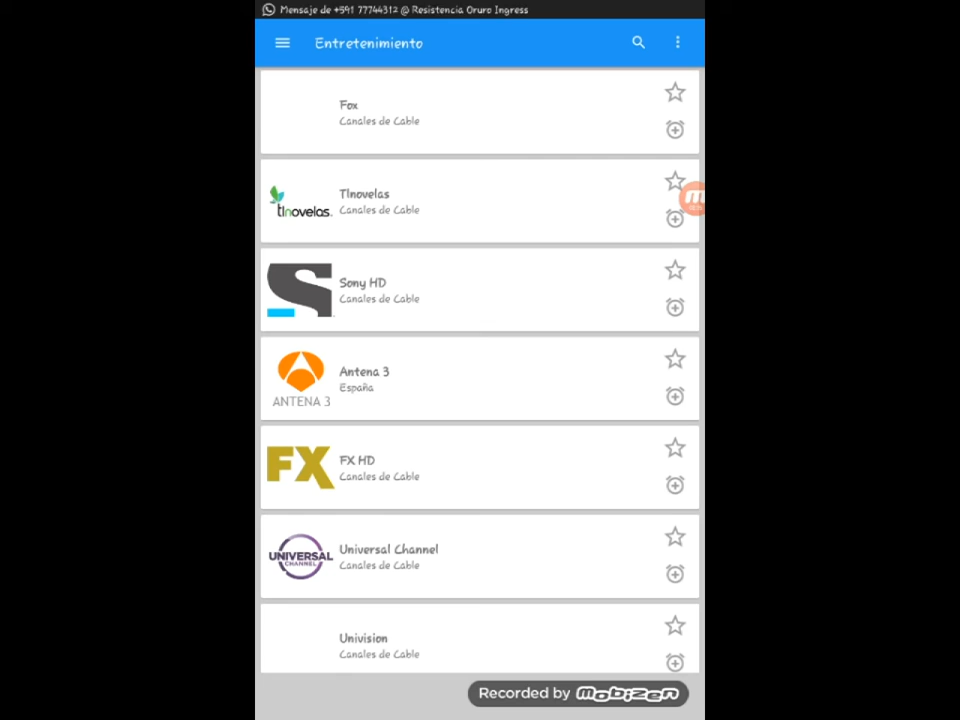 Mensaje de +591 77744312 @ Resistencia Oruro Ingress
Entretenimiento
Fox
Canales de Cable
tlnovelas.
Tlnovelas
Canales de Cable
S
Sony HD
Canales de Cable
ANTENA 3
Antena 3
España
FX
FX HD
Canales de Cable
UNIVERSAL
CHANNEL
Universal Channel
Canales de Cable
Univision
Canales de Cable
Recorded by mobizen